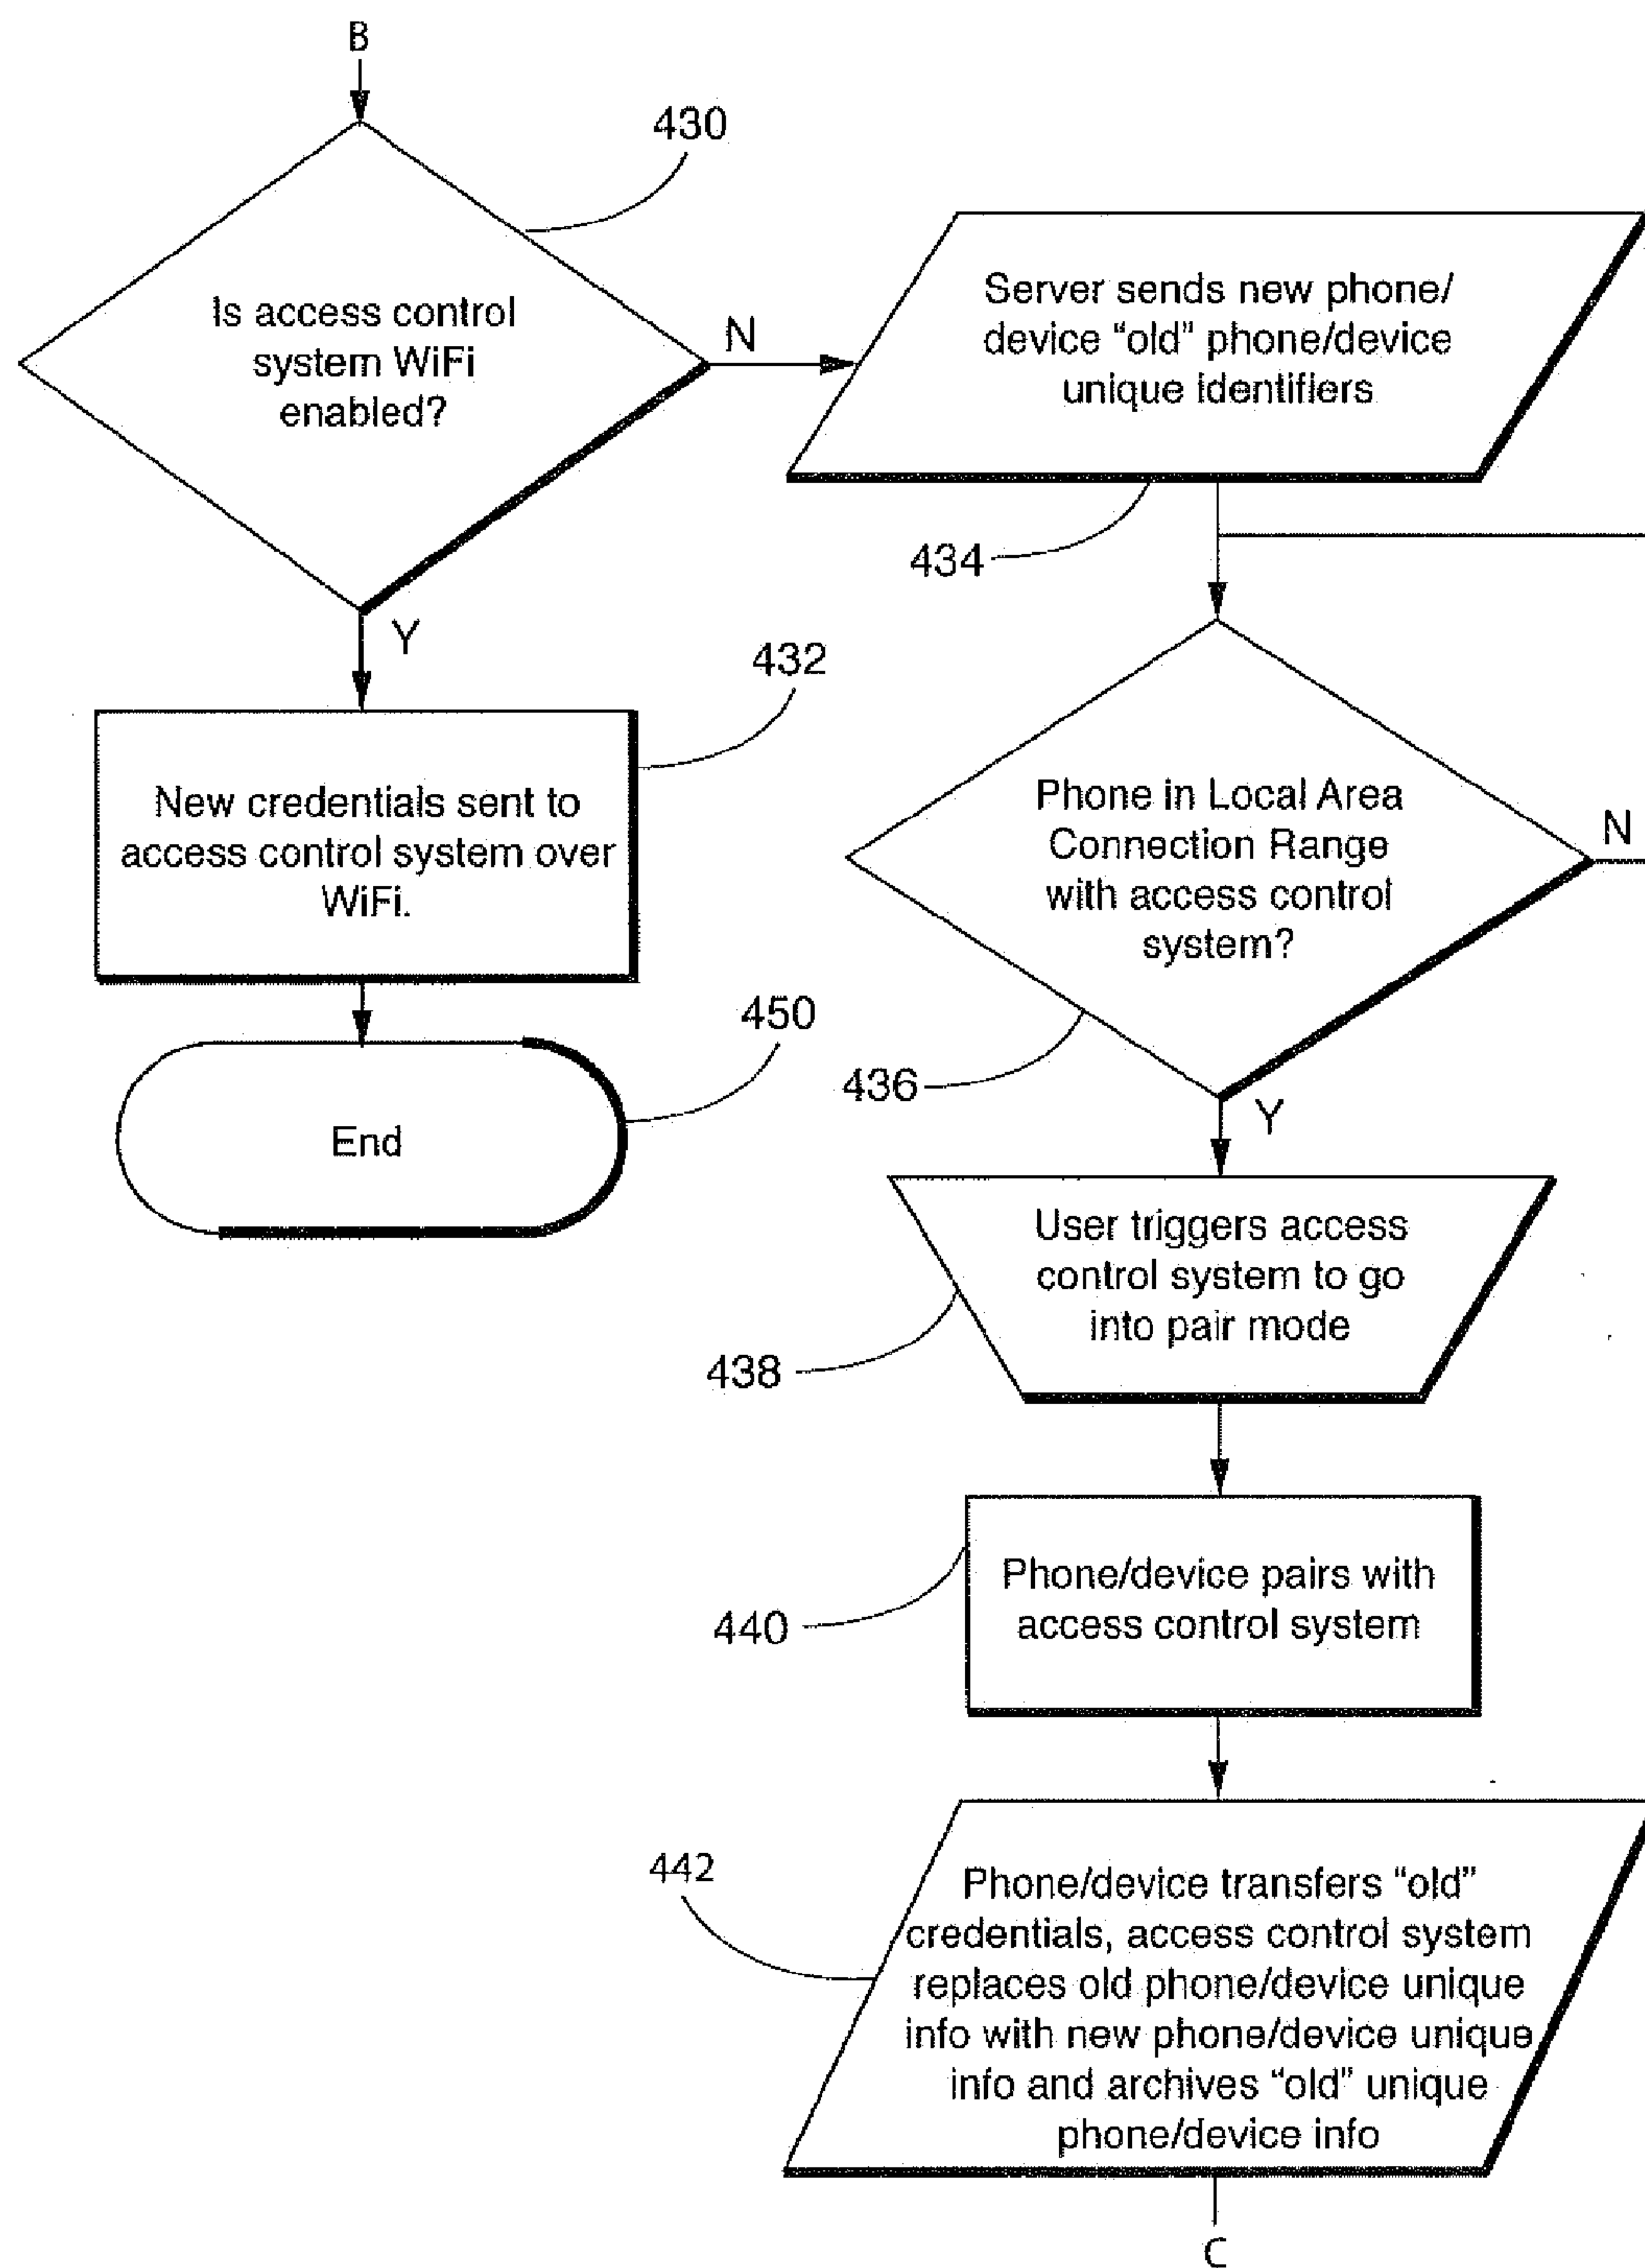 B
430
Is access control
system WiFi
enabled?
N
Y
Server sends new phone/
device “old” phone/device
unique identifiers
434
432
New credentials sent to
access control system over
WiFi.
450
End
Phone in Local Area
Connection Range
with access control
system?
N
436
Y
User triggers access
control system to go
into pair mode
438
Phone/device pairs with
access control system
440
442
Phone/device transfers “old”
credentials, access control system
replaces old phone/device unique
info with new phone/device unique
info and archives “old” unique
phone/device info
C